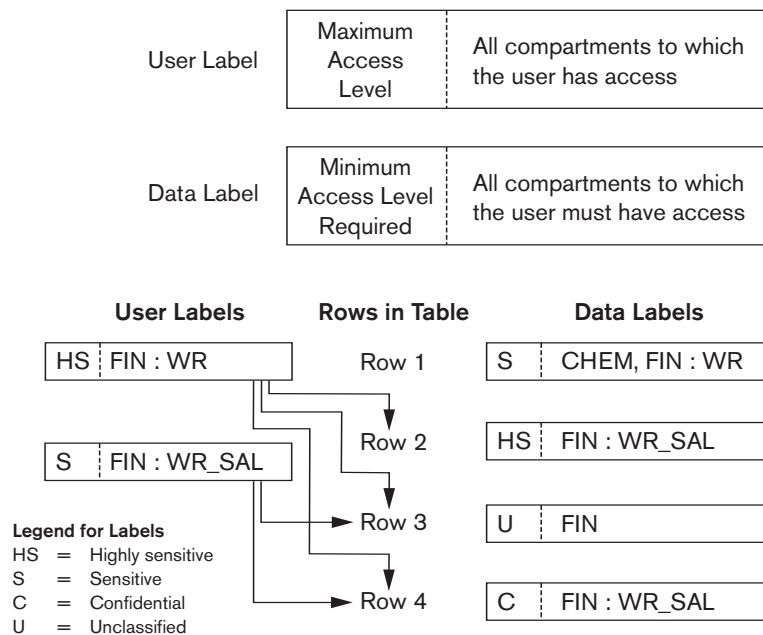 User Label
Maximum
Access
Level
All compartments to which
the user has access
Data Label
Minimum
Access Level
Required
All compartments to which
the user must have access
User Labels
Rows in Table
Data Labels
HS FIN : WR
Row 1
S CHEM, FIN : WR
Row 2
HS FIN : WR_SAL
S FIN : WR_SAL
Row 3
U FIN
Row 4
C FIN : WR_SAL
Legend for Labels
HS = Highly sensitive
S = Sensitive
C = Confidential
U = Unclassified